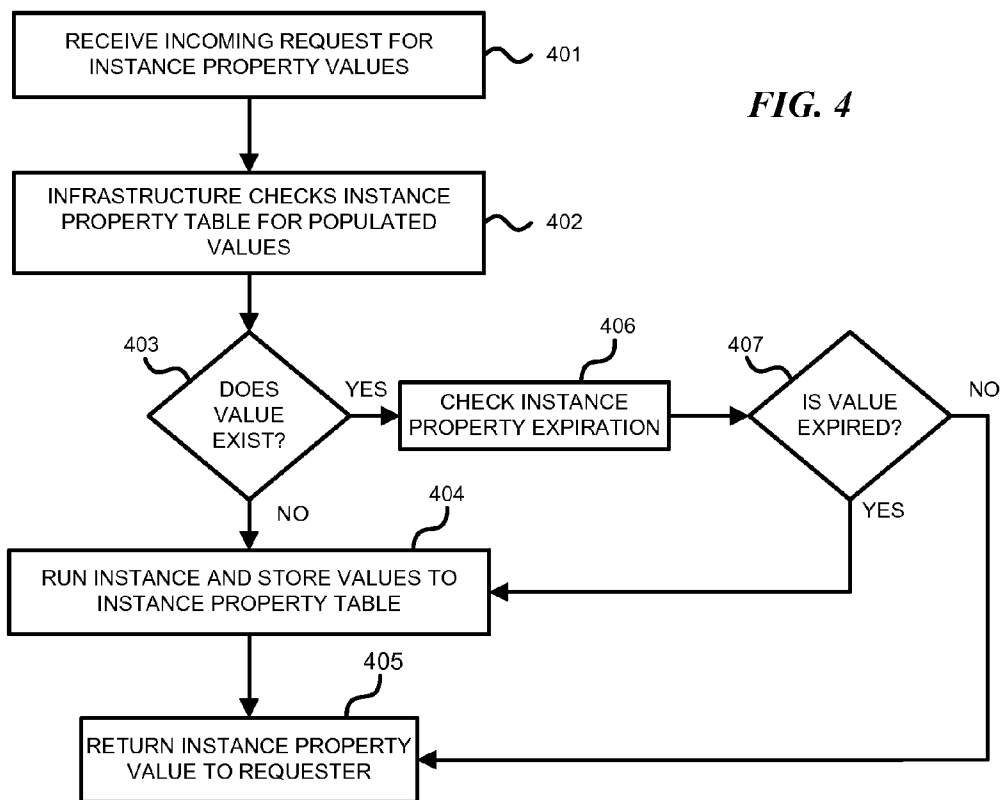 RECEIVE INCOMING REQUEST FOR
INSTANCE PROPERTY VALUES
401
FIG. 4
INFRASTRUCTURE CHECKS INSTANCE
PROPERTY TABLE FOR POPULATED
VALUES
402
403
DOES
VALUE
EXIST?
YES
NO
406
CHECK INSTANCE
PROPERTY EXPIRATION
407
IS VALUE
EXPIRED?
NO
YES
404
RUN INSTANCE AND STORE VALUES TO
INSTANCE PROPERTY TABLE
405
RETURN INSTANCE PROPERTY
VALUE TO REQUESTER